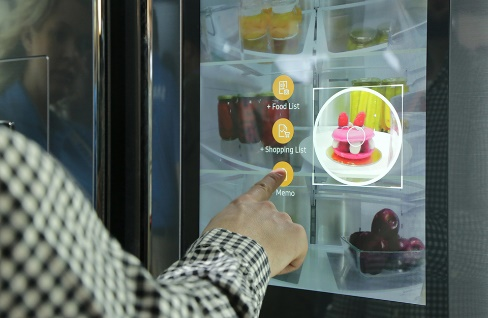 + Food List
+ Shopping List
Memo